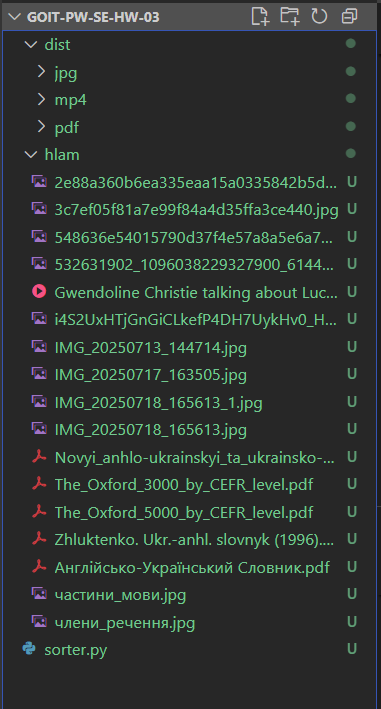 GOIT-PW-SE-HW-03
dist
jpg
mp4
pdf
hlam
2e88a360b6ea335eaa15a0335842b5d... U
3c7ef05f81a7e99f84a4d35ffa3ce440.jpg U
548636e54015790d37f4e57a8a5e6a7... U
532631902_1096038229327900_6144... U
Gwendoline Christie talking about Luc... U
i4S2UxHTjGnGiCLkefP4DH7UykHv0_H... U
IMG_20250713_144714.jpg U
IMG_20250717_163505.jpg U
IMG_20250718_165613_1.jpg U
IMG_20250718_165613.jpg U
Novyi_anhlo-ukrainskyi_ta_ukrainsko-... U
The_Oxford_3000_by_CEFR_level.pdf U
The_Oxford_5000_by_CEFR_level.pdf U
Zhluktenko. Ukr.-anhl. slovnyk (1996).... U
Англійсько-Український Словник.pdf U
частини_мови.jpg U
члени_речення.jpg U
sorter.py U